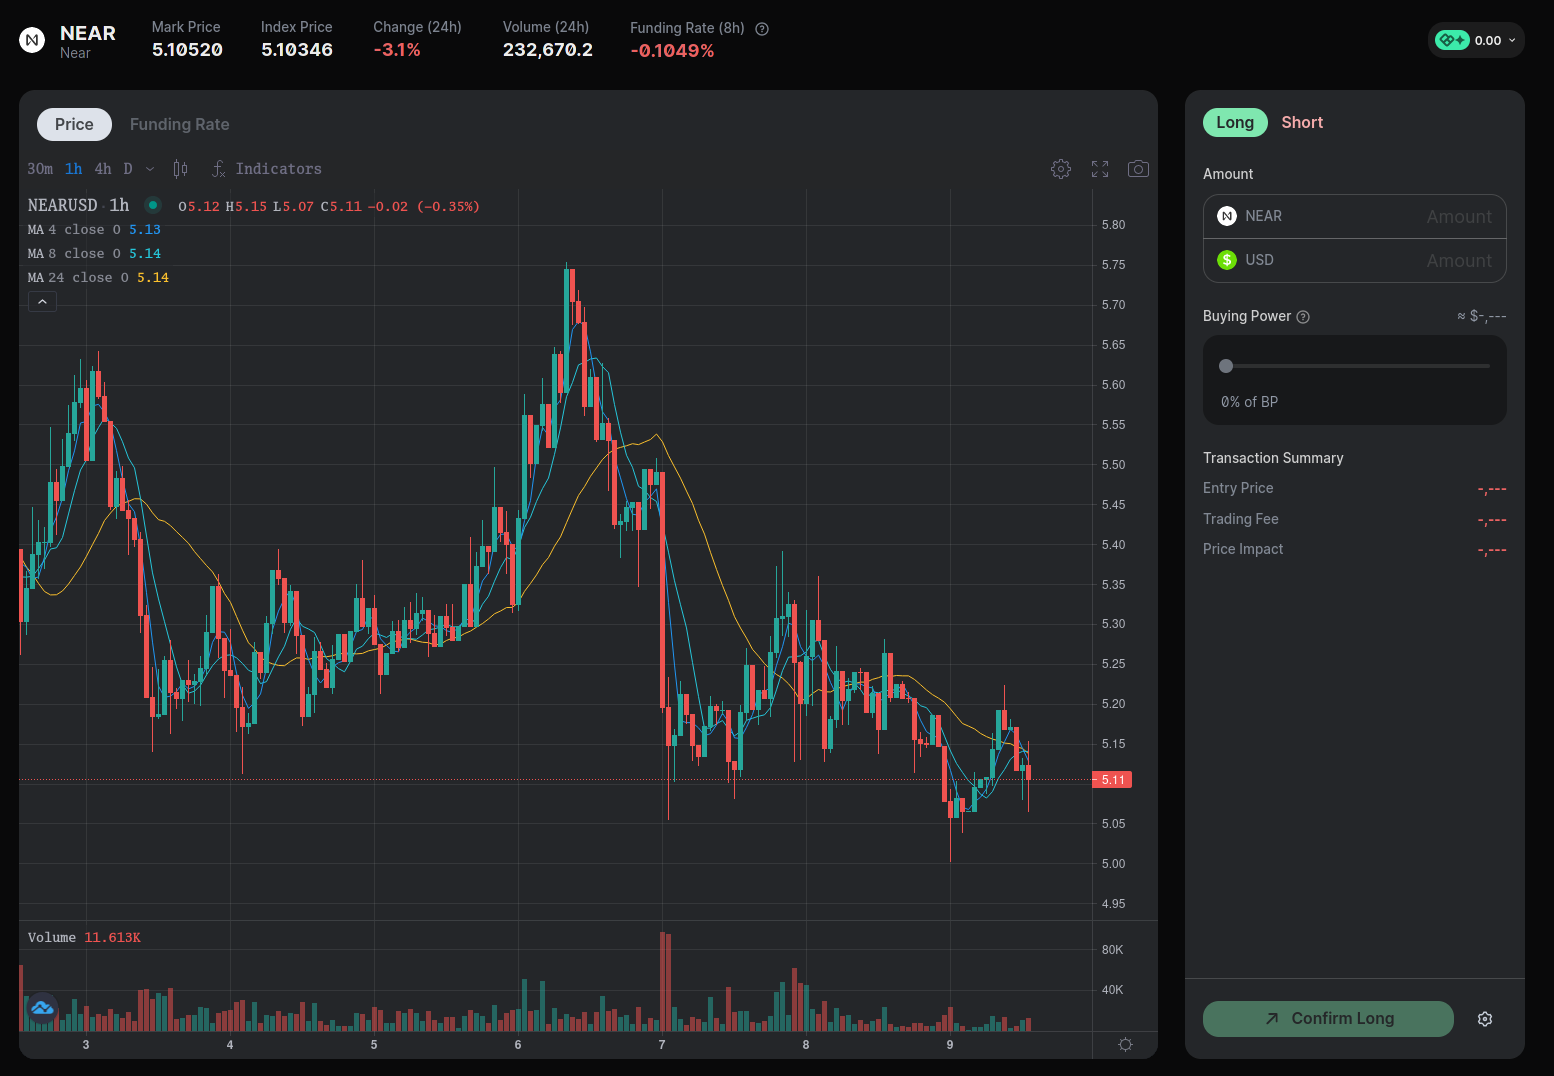 NEAR
Near
Mark Price
5.10520
Index Price
5.10346
Change (24h)
-3.1%
Volume (24h)
232,670.2
Funding Rate (8h)
-0.1049%
0.00
Price
Funding Rate
30m 1h 4h D
Indicators
NEARUSD · 1h O5.12 H5.15 L5.07 C5.11 −0.02 (−0.35%)
MA 4 close 0 5.13
MA 8 close 0 5.14
MA 24 close 0 5.14
5.80
5.75
5.70
5.65
5.60
5.55
5.50
5.45
5.40
5.35
5.30
5.25
5.20
5.15
5.11
5.05
5.00
4.95
Volume 11.613K
80K
40K
3 4 5 6 7 8 9
Long Short
Amount
NEAR Amount
USD Amount
Buying Power ≈ $-,---
0% of BP
Transaction Summary
Entry Price -,---
Trading Fee -,---
Price Impact -,---
Confirm Long